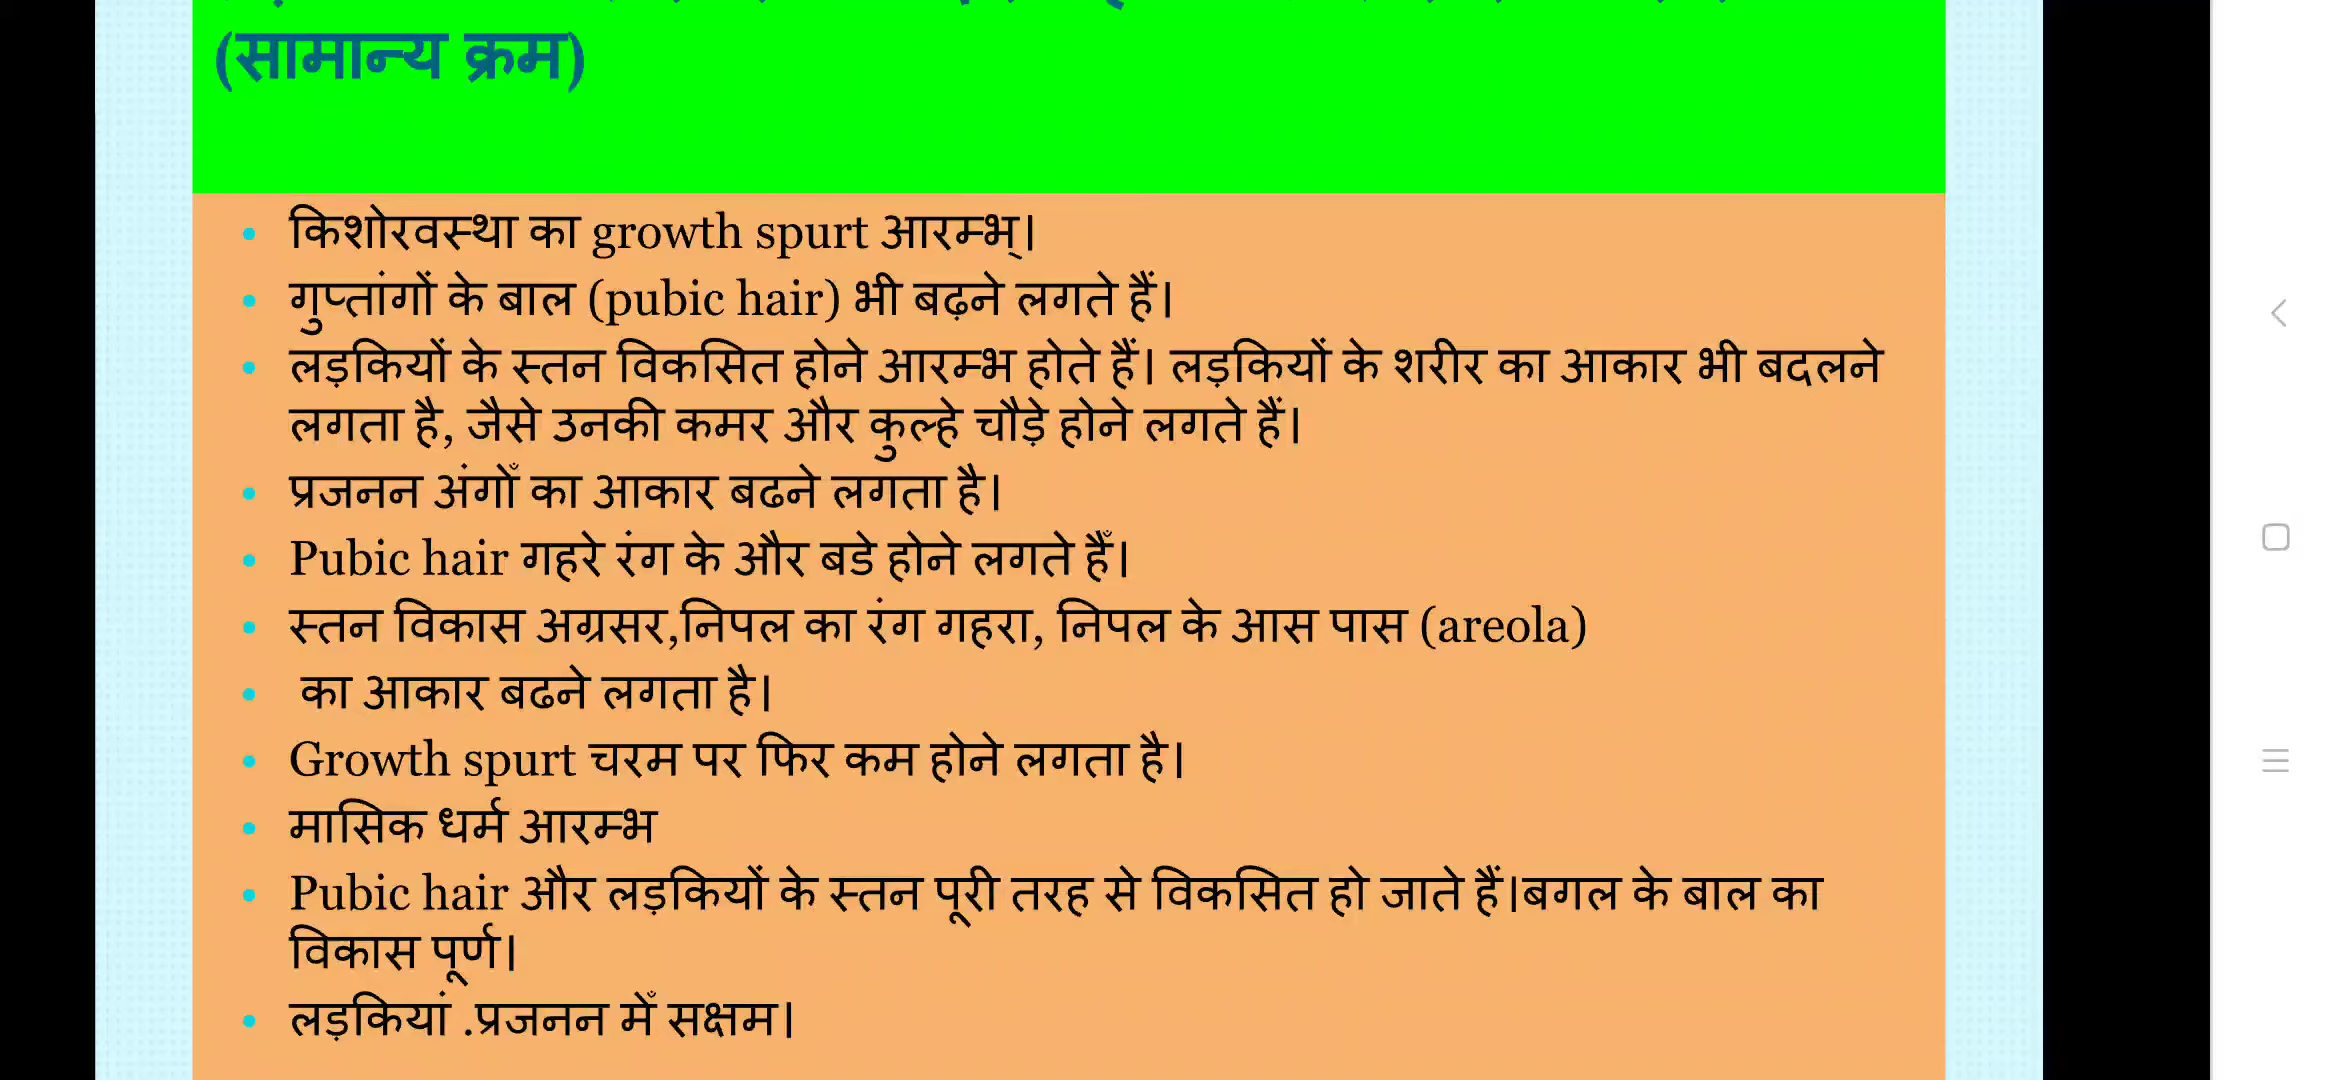 (सामान्य क्रम)
किशोरवस्था का growth spurt आरम्भ्।
गुप्तांगों के बाल (pubic hair) भी बढ़ने लगते हैं।
लड़कियों के स्तन विकसित होने आरम्भ होते हैं। लड़कियों के शरीर का आकार भी बदलने
लगता है, जैसे उनकी कमर और कुल्हे चौड़े होने लगते हैं।
प्रजनन अंगोँ का आकार बढने लगता है।
Pubic hair गहरे रंग के और बडे होने लगते हैँ।
स्तन विकास अग्रसर,निपल का रंग गहरा, निपल के आस पास (areola)
का आकार बढने लगता है।
Growth spurt चरम पर फिर कम होने लगता है।
मासिक धर्म आरम्भ
Pubic hair और लड़कियों के स्तन पूरी तरह से विकसित हो जाते हैं।बगल के बाल का
विकास पूर्ण।
लड़कियां .प्रजनन मेँ सक्षम।